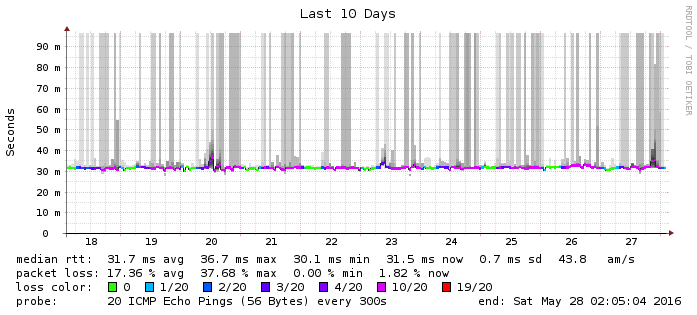 Last 10 Days
RRDTOOL / TOBI OETIKER
Seconds
90 m
80 m
70 m
60 m
50 m
40 m
30 m
20 m
10 m
0
18 19 20 21 22 23 24 25 26 27
median rtt: 31.7 ms avg 36.7 ms max 30.1 ms min 31.5 ms now 0.7 ms sd 43.8 am/s
packet loss: 17.36 % avg 37.68 % max 0.00 % min 1.82 % now
loss color: 0 1/20 2/20 3/20 4/20 10/20 19/20
probe: 20 ICMP Echo Pings (56 Bytes) every 300s end: Sat May 28 02:05:04 2016